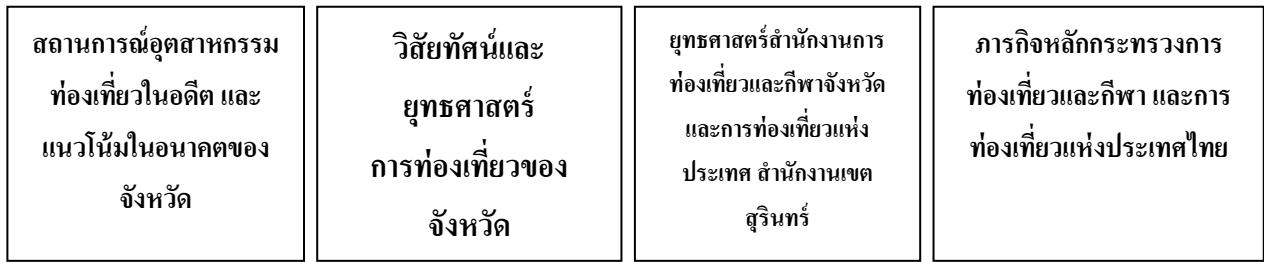 สถานการณ์อุตสาหกรรม
ท่องเที่ยวในอดีต และ
แนวโน้มในอนาคตของ
จังหวัด
วิสัยทัศน์และ
ยุทธศาสตร์
การท่องเที่ยวของ
จังหวัด
ยุทธศาสตร์สำนักงานการ
ท่องเที่ยวและกีฬาจังหวัด
และการท่องเที่ยวแห่ง
ประเทศ สำนักงานเขต
สุรินทร์
ภารกิจหลักกระทรวงการ
ท่องเที่ยวและกีฬา และการ
ท่องเที่ยวแห่งประเทศไทย